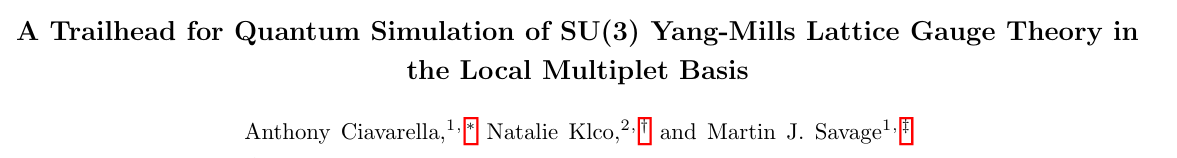 A Trailhead for Quantum Simulation of SU(3) Yang-Mills Lattice Gauge Theory in
the Local Multiplet Basis
Anthony Ciavarella,¹,* Natalie Klco,²,† and Martin J. Savage¹,‡